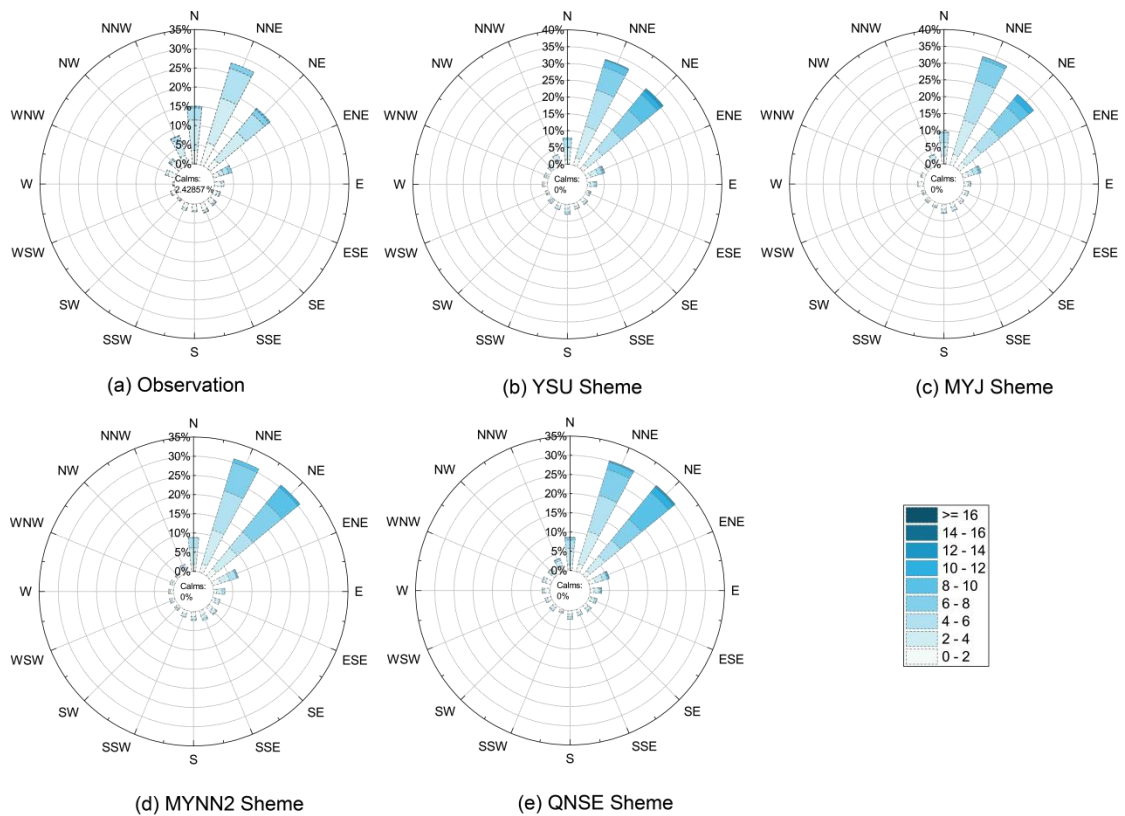 N
NNE
NE
ENE
E
ESE
SE
SSE
S
SSW
SW
WSW
W
WNW
NW
NNW
35%
30%
25%
20%
15%
10%
5%
0%
Calms:
2.42857 %
(a) Observation
N
NNE
NE
ENE
E
ESE
SE
SSE
S
SSW
SW
WSW
W
WNW
NW
NNW
40%
35%
30%
25%
20%
15%
10%
5%
0%
Calms:
0%
(b) YSU Sheme
N
NNE
NE
ENE
E
ESE
SE
SSE
S
SSW
SW
WSW
W
WNW
NW
NNW
40%
35%
30%
25%
20%
15%
10%
5%
0%
Calms:
0%
(c) MYJ Sheme
N
NNE
NE
ENE
E
ESE
SE
SSE
S
SSW
SW
WSW
W
WNW
NW
NNW
35%
30%
25%
20%
15%
10%
5%
0%
Calms:
0%
(d) MYNN2 Sheme
N
NNE
NE
ENE
E
ESE
SE
SSE
S
SSW
SW
WSW
W
WNW
NW
NNW
35%
30%
25%
20%
15%
10%
5%
0%
Calms:
0%
(e) QNSE Sheme
>= 16
14 - 16
12 - 14
10 - 12
8 - 10
6 - 8
4 - 6
2 - 4
0 - 2